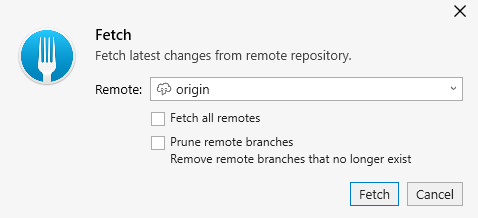 Fetch
Fetch latest changes from remote repository.
Remote: origin
Fetch all remotes
Prune remote branches
Remove remote branches that no longer exist
Fetch Cancel